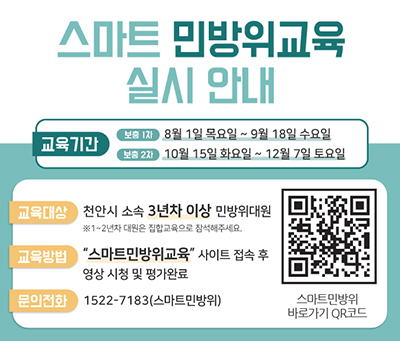 스마트 민방위교육
실시 안내
교육기간
보충 1차 8월 1일 목요일 ~ 9월 18일 수요일
보충 2차 10월 15일 화요일 ~ 12월 7일 토요일
교육대상 천안시 소속 3년차 이상 민방위대원
※1~2년차 대원은 집합교육으로 참석해주세요.
교육방법 “스마트민방위교육” 사이트 접속 후
영상 시청 및 평가완료
문의전화 1522-7183(스마트민방위)
스마트민방위
바로가기 QR코드